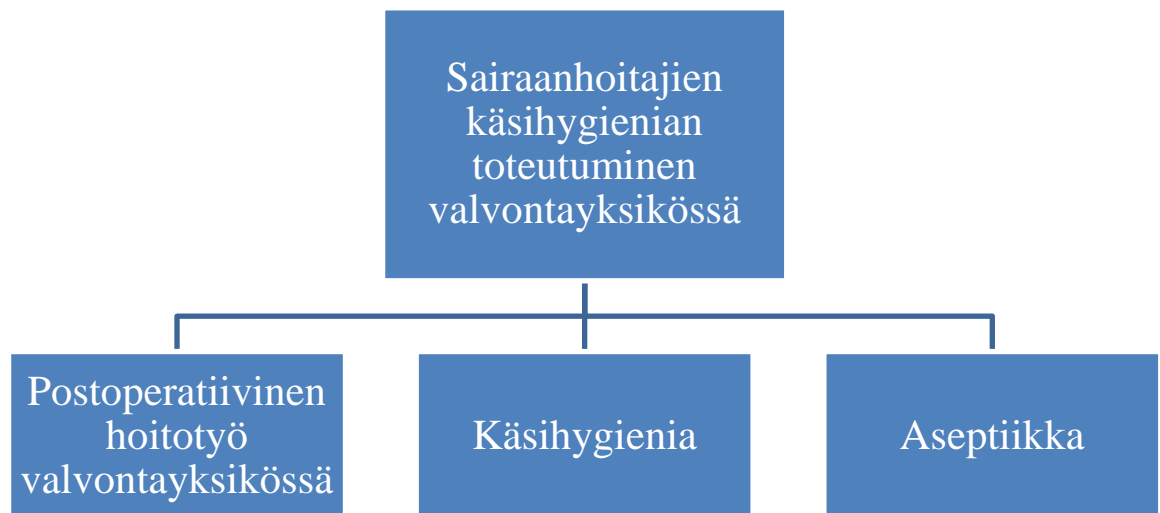 Sairaanhoitajien
käsihygienian
toteutuminen
valvontayksikössä
Postoperatiivinen
hoitotyö
valvontayksikössä
Käsihygienia
Aseptiikka